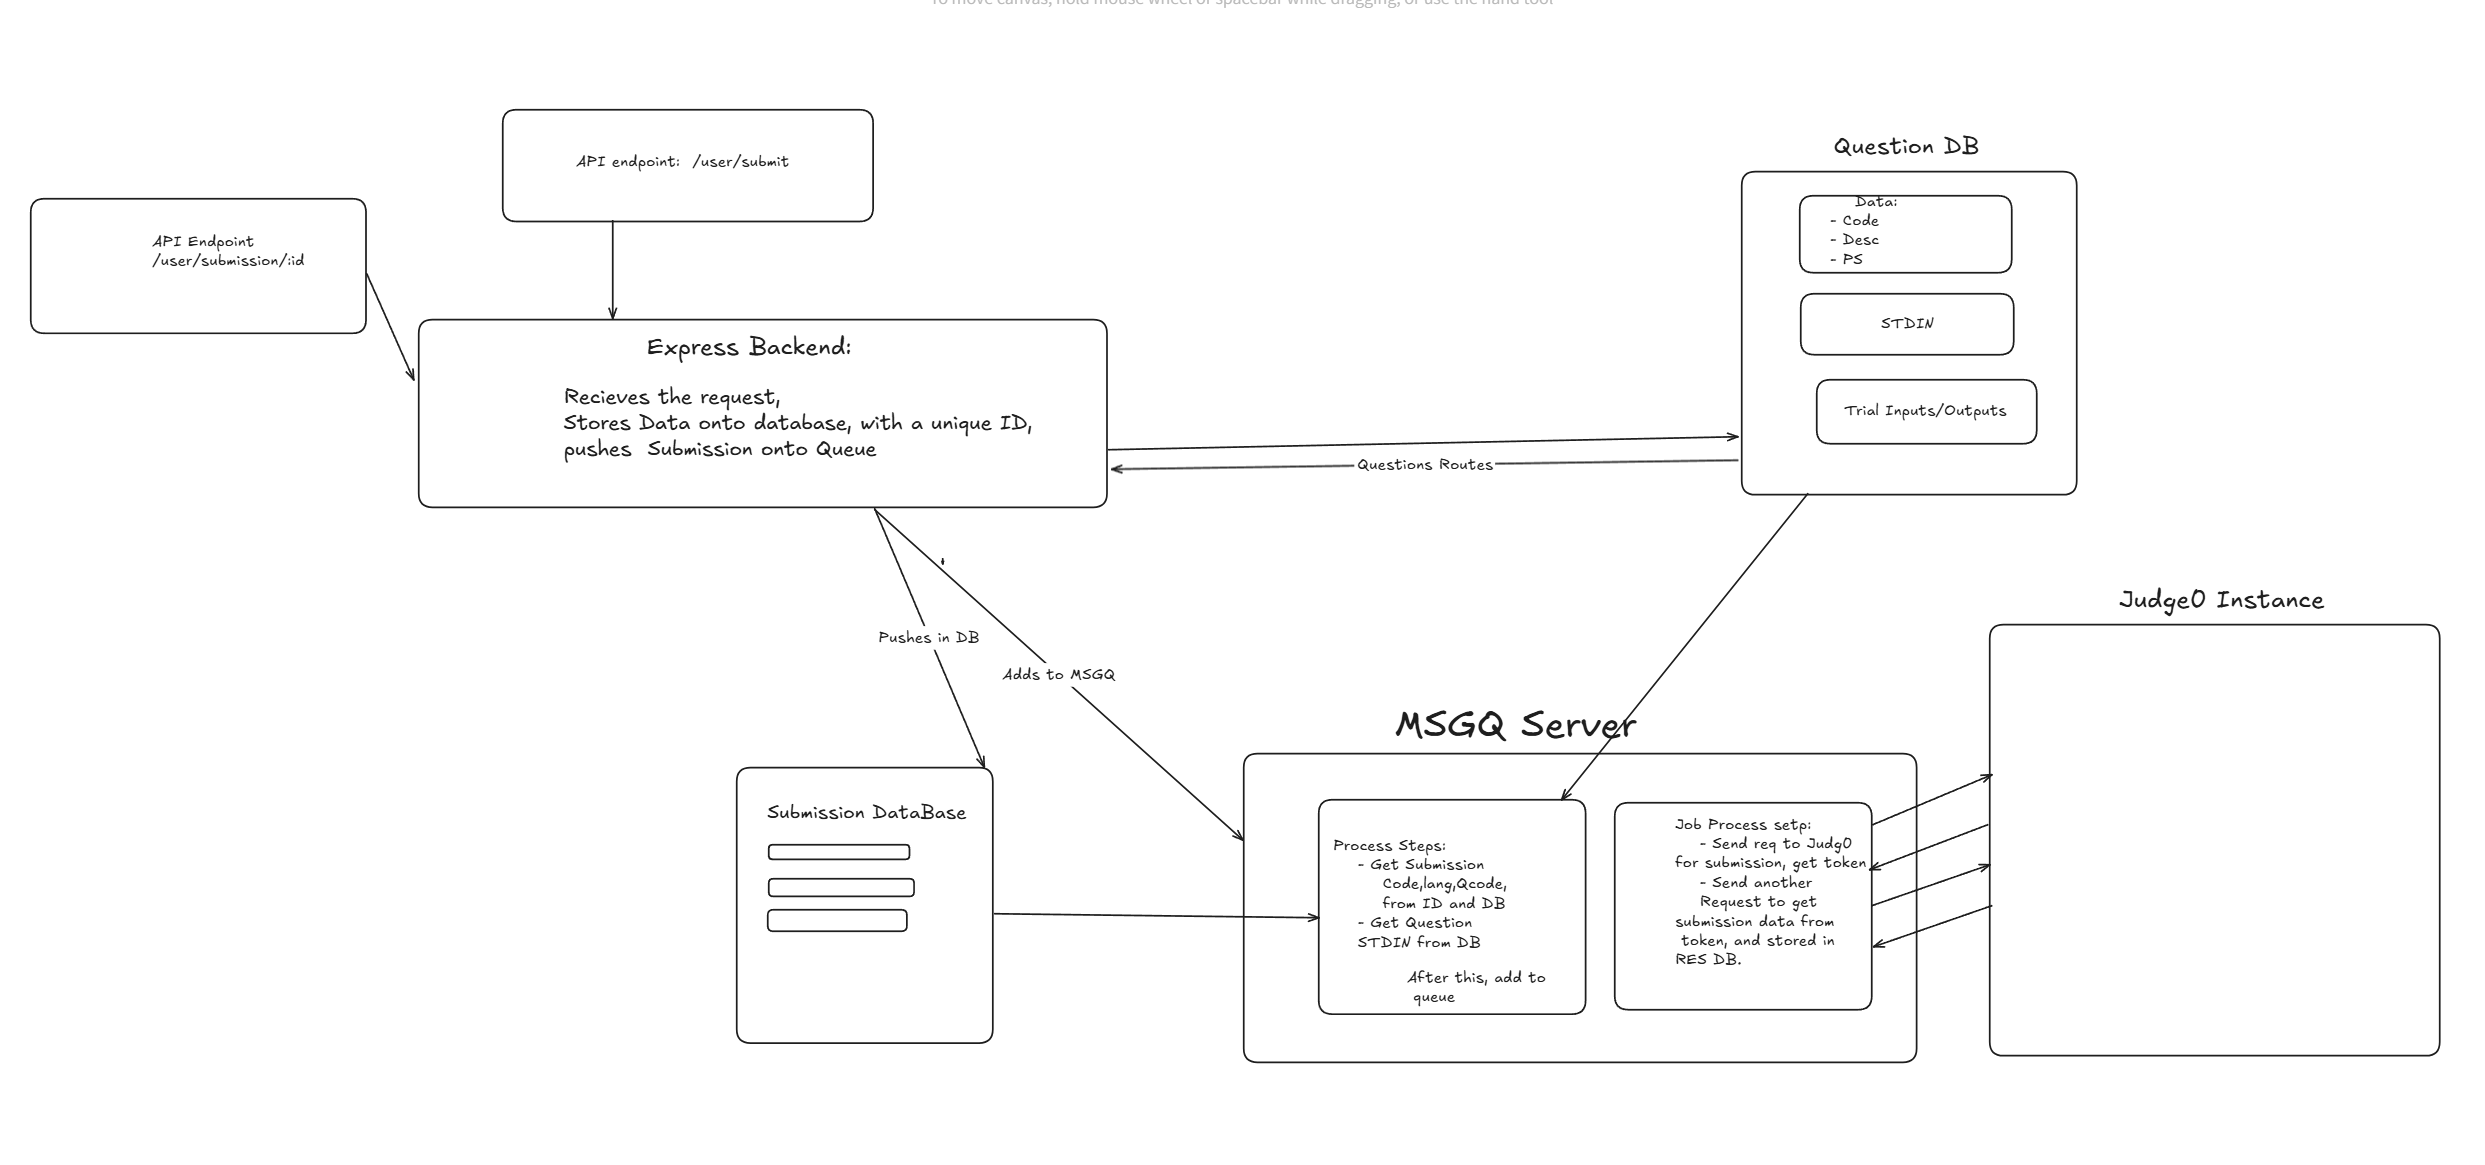 To move canvas, hold mouse wheel or spacebar while dragging, or use the hand tool
API endpoint:  /user/submit
API Endpoint
/user/submission/:id
Express Backend:
Recieves the request,
Stores Data onto database, with a unique ID,
pushes  Submission onto Queue
Question DB
Data:
- Code
- Desc
- PS
STDIN
Trial Inputs/Outputs
Questions Routes
Pushes in DB
Adds to MSGQ
Submission DataBase
MSGQ Server
Process Steps:
- Get Submission
Code,lang,Qcode,
from ID and DB
- Get Question
STDIN from DB
After this, add to
queue
Job Process setp:
- Send req to Judg0
for submission, get token
- Send another
Request to get
submission data from
token, and stored in
RES DB.
Judge0 Instance